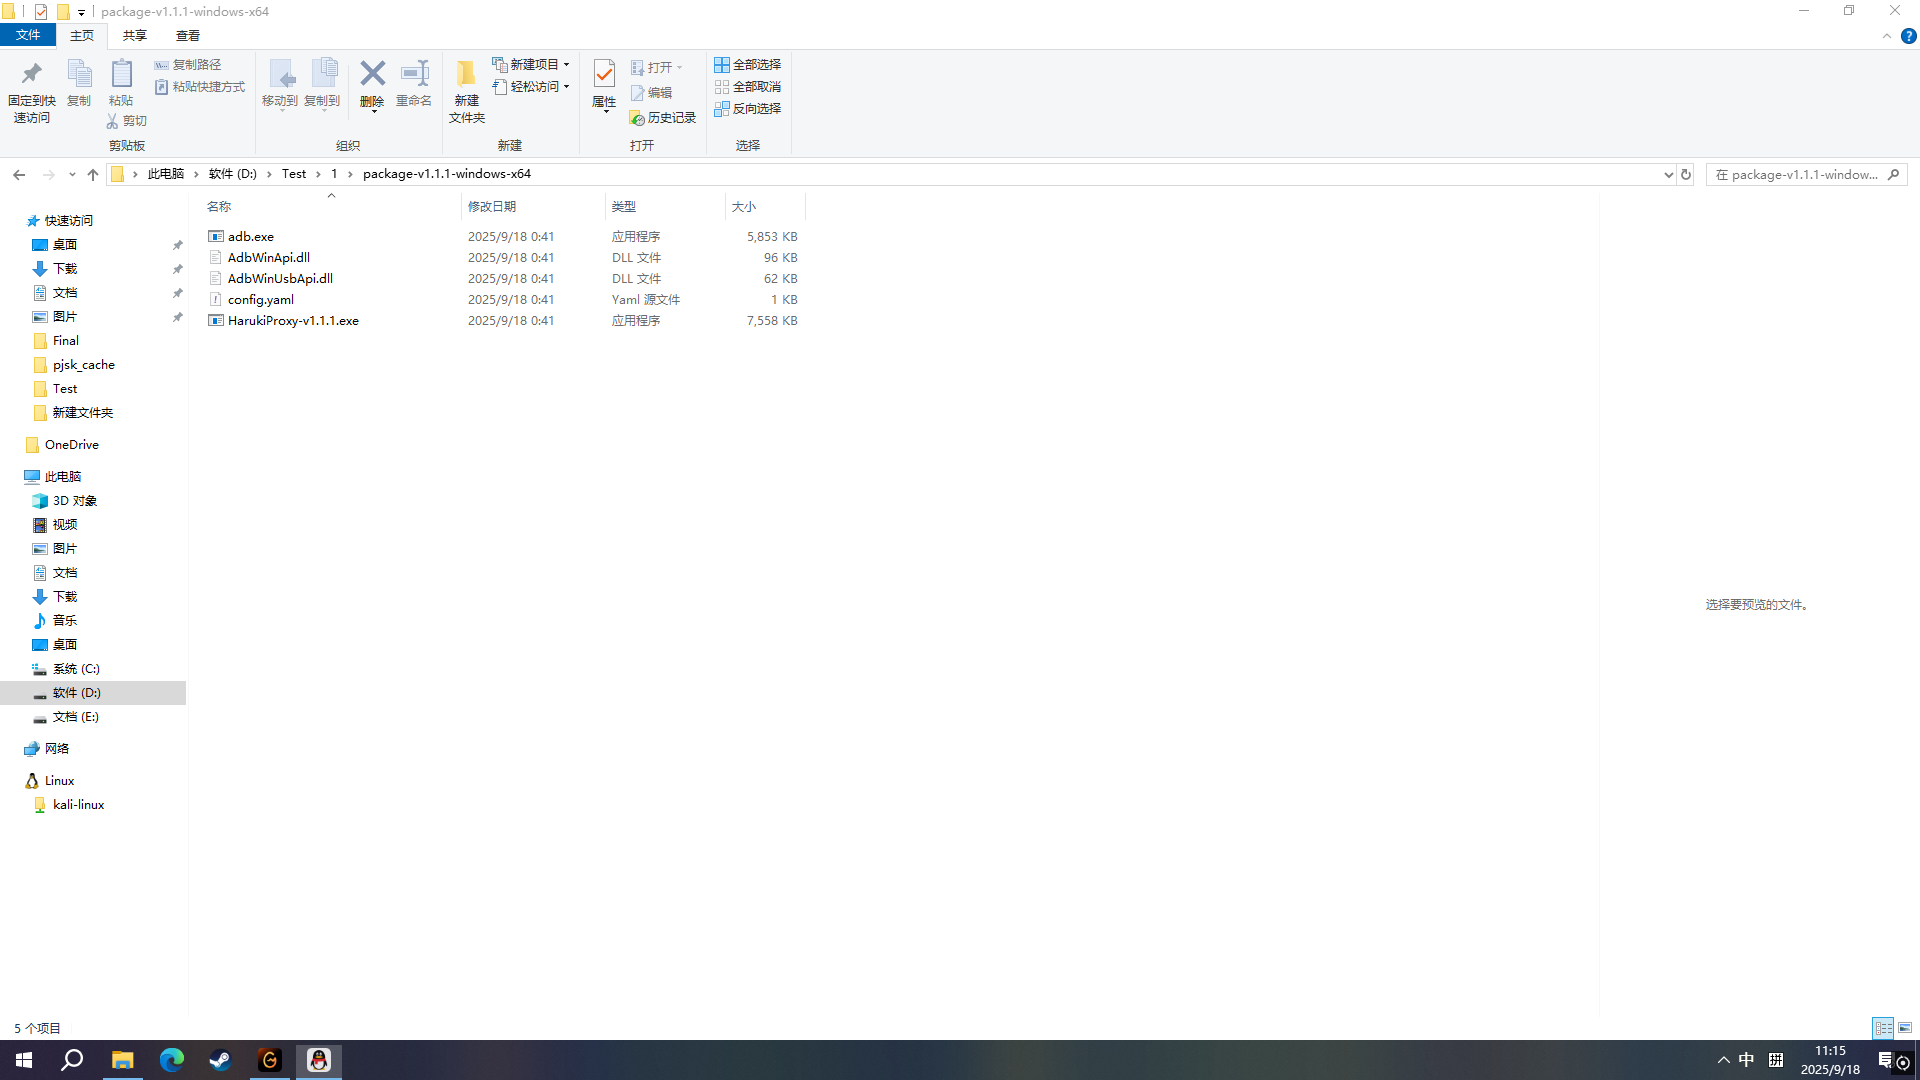 package-v1.1.1-windows-x64
文件
主页
共享
查看
固定到快
速访问
复制
粘贴
复制路径
粘贴快捷方式
剪切
剪贴板
移动到
复制到
删除
重命名
组织
新建
文件夹
新建项目
轻松访问
新建
属性
打开
编辑
历史记录
打开
全部选择
全部取消
反向选择
选择
此电脑 › 软件 (D:) › Test › 1 › package-v1.1.1-windows-x64
在 package-v1.1.1-window...
名称 修改日期 类型 大小
adb.exe 2025/9/18 0:41 应用程序 5,853 KB
AdbWinApi.dll 2025/9/18 0:41 DLL 文件 96 KB
AdbWinUsbApi.dll 2025/9/18 0:41 DLL 文件 62 KB
config.yaml 2025/9/18 0:41 Yaml 源文件 1 KB
HarukiProxy-v1.1.1.exe 2025/9/18 0:41 应用程序 7,558 KB
快速访问
桌面
下载
文档
图片
Final
pjsk_cache
Test
新建文件夹
OneDrive
此电脑
3D 对象
视频
图片
文档
下载
音乐
桌面
系统 (C:)
软件 (D:)
文档 (E:)
网络
Linux
kali-linux
选择要预览的文件。
5 个项目
中
拼
11:15
2025/9/18